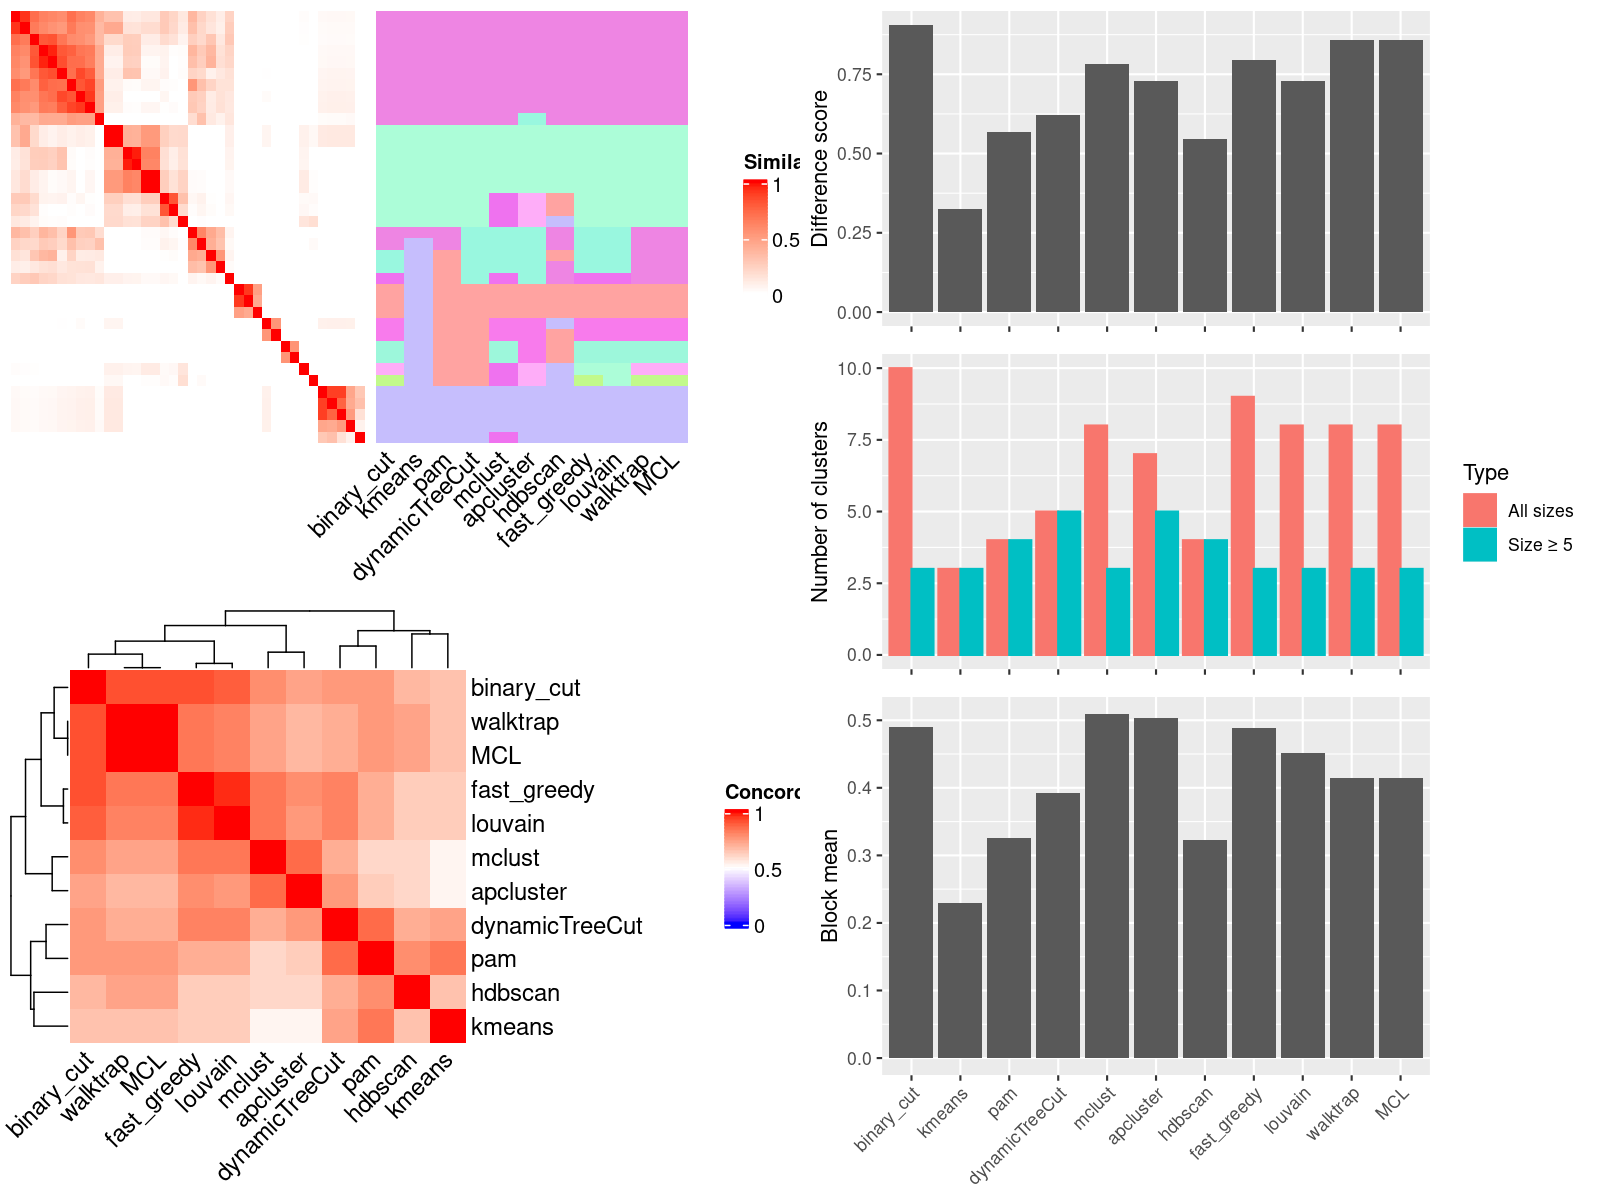 Simila
1
0.5
0
binary_cut
kmeans
pam
dynamicTreeCut
mclust
apcluster
hdbscan
fast_greedy
louvain
walktrap
MCL
binary_cut
walktrap
MCL
fast_greedy
louvain
mclust
apcluster
dynamicTreeCut
pam
hdbscan
kmeans
Concord
1
0.5
0
binary_cut
walktrap
MCL
fast_greedy
louvain
mclust
apcluster
dynamicTreeCut
pam
hdbscan
kmeans
Difference score
0.75
0.50
0.25
0.00
Number of clusters
10.0
7.5
5.0
2.5
0.0
Type
All sizes
Size ≥ 5
Block mean
0.5
0.4
0.3
0.2
0.1
0.0
binary_cut
kmeans
pam
dynamicTreeCut
mclust
apcluster
hdbscan
fast_greedy
louvain
walktrap
MCL